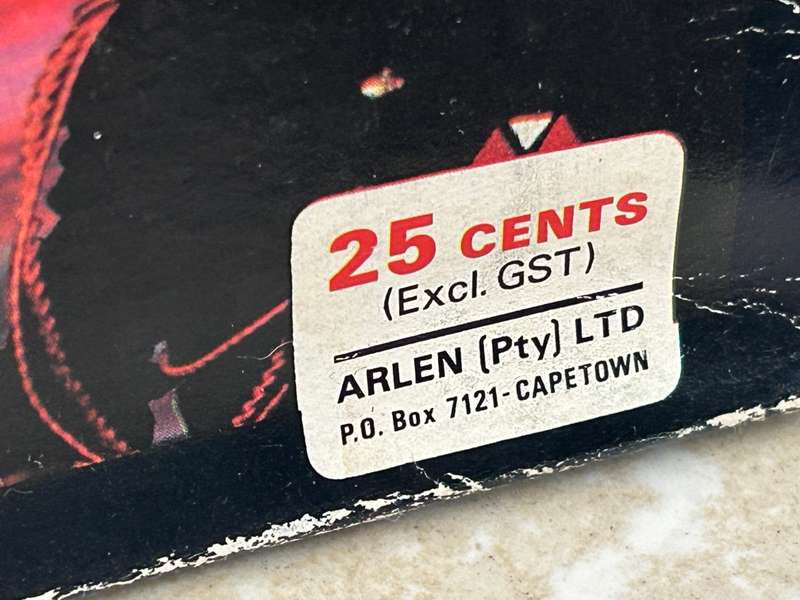 25 CENTS
(Excl. GST)
ARLEN (Pty) LTD
P.O. Box 7121-CAPETOWN